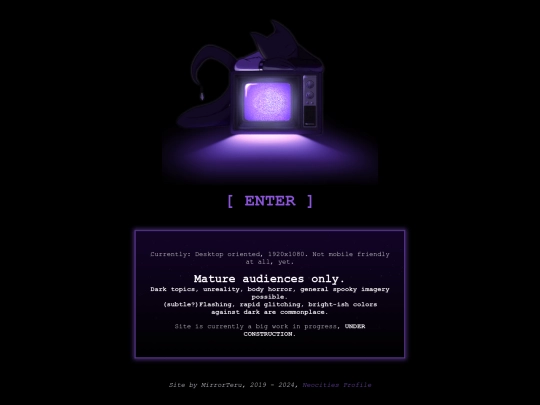 [ ENTER ]
Currently: Desktop oriented, 1920x1080. Not mobile friendly
at all, yet.
Mature audiences only.
Dark topics, unreality, body horror, general spooky imagery
possible.
(subtle?)Flashing, rapid glitching, bright-ish colors
against dark are commonplace.
Site is currently a big work in progress, UNDER
CONSTRUCTION.
Site by MirrorTeru, 2019 - 2024, Neocities Profile